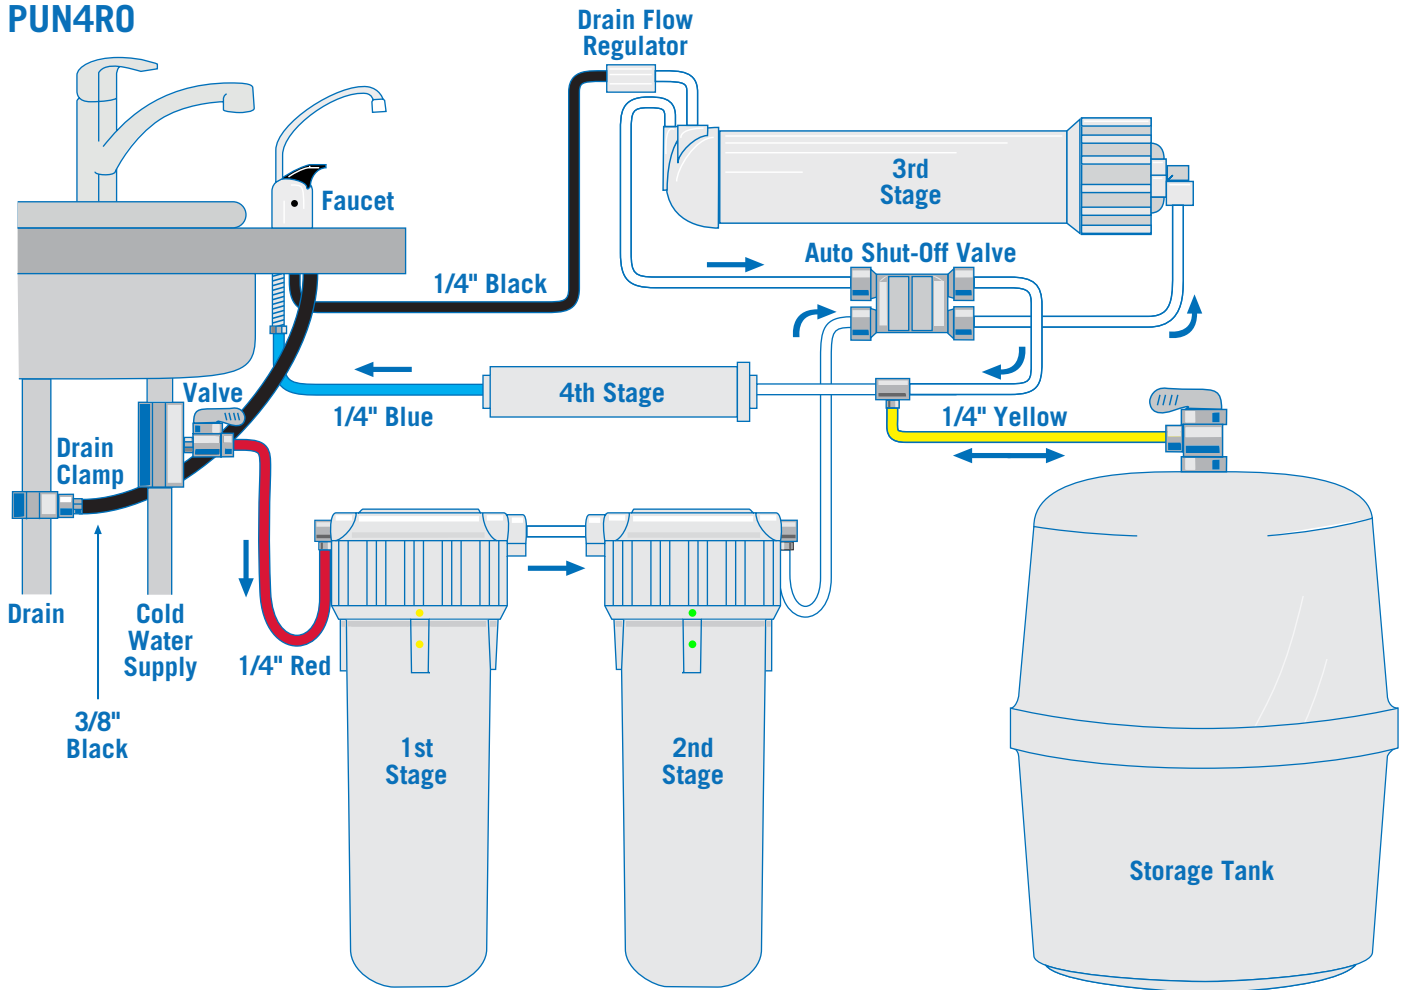 PUN4RO
Drain Flow
Regulator
3rd
Stage
Faucet
Auto Shut-Off Valve
1/4" Black
Valve
4th Stage
1/4" Blue
1/4" Yellow
Drain
Clamp
Drain
Cold
Water
Supply
1/4" Red
3/8"
Black
1st
Stage
2nd
Stage
Storage Tank